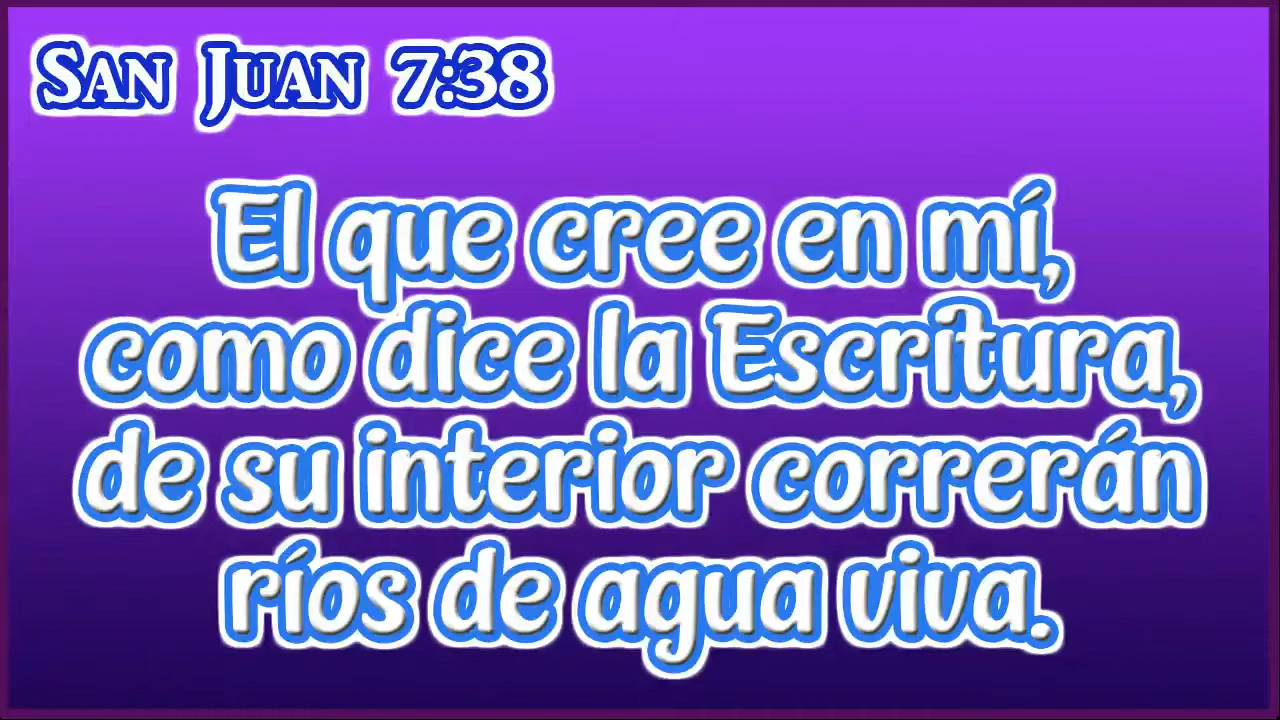 San Juan 7:38
El que cree en mí,
como dice la Escritura,
de su interior correrán
ríos de agua viva.